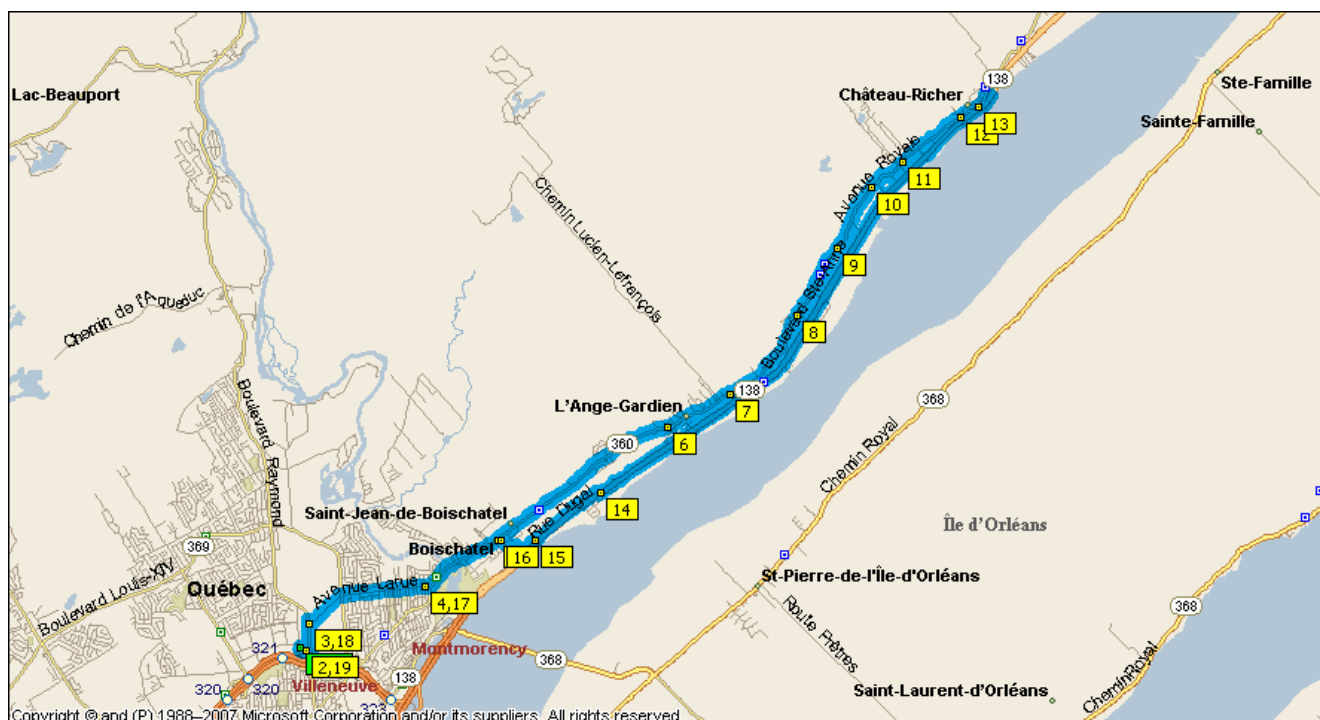 138
Château-Richer
Ste-Famille
Lac-Beauport
Sainte-Famille
13
12
Avenue Royale
11
10
Chemin Lucien-Lefrançois
9
Boulevard Ste-Anne
Chemin de l'Aqueduc
8
138
368
L'Ange-Gardien
7
Boulevard Raymond
6
360
Chemin Royal
Rue Dugal
14
Saint-Jean-de-Boischatel
Île d'Orléans
369
Boischatel
16
15
Boulevard Louis-XIV
Québec
Avenue Larue
St-Pierre-de-l'Île-d'Orléans
4,17
Route Prêtres
368
321
3,18
Montmorency
368
2,19
320
320
Villeneuve
138
323
Saint-Laurent-d'Orléans
Chemin Royal
Copyright © and (P) 1988–2007 Microsoft Corporation and/or its suppliers. All rights reserved.